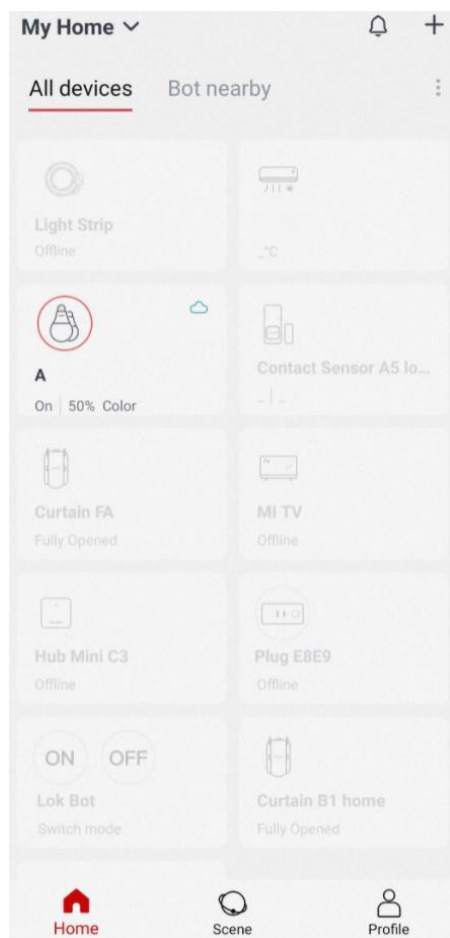 My Home
All devices Bot nearby
Light Strip
Offline
_°C
A
On 50% Color
Contact Sensor A5 lo...
_ | _
Curtain FA
Fully Opened
MI TV
Offline
Hub Mini C3
Offline
Plug E8E9
Offline
ON OFF
Lok Bot
Switch mode
Curtain B1 home
Fully Opened
Home Scene Profile